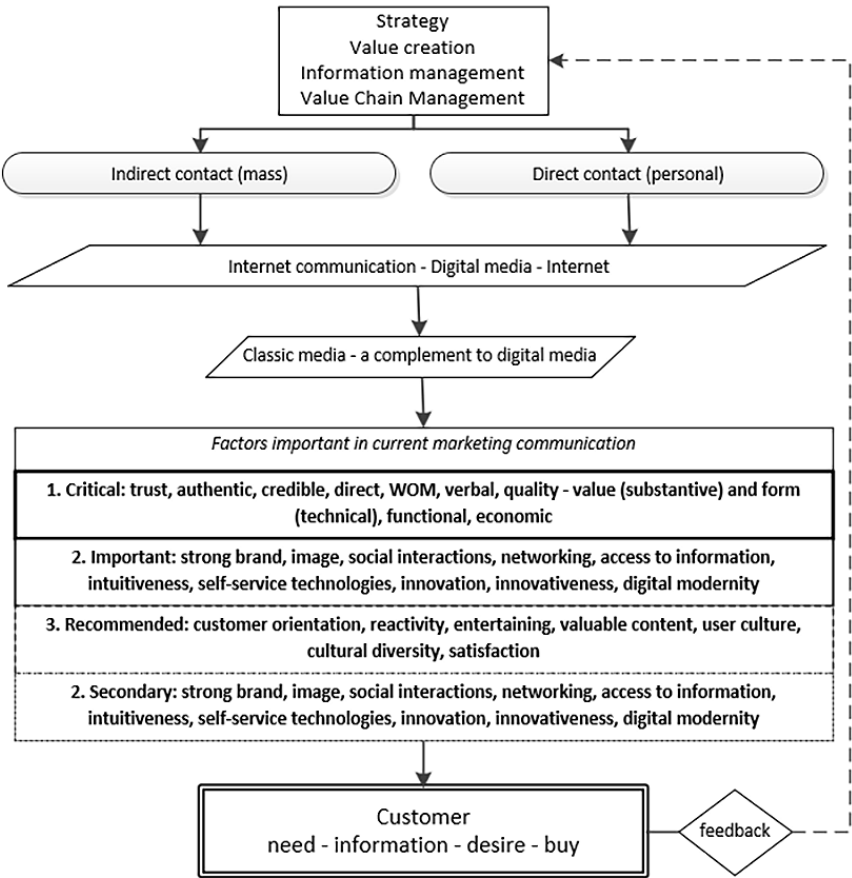 Strategy
Value creation
Information management
Value Chain Management
Indirect contact (mass)
Direct contact (personal)
Internet communication - Digital media - Internet
Classic media - a complement to digital media
Factors important in current marketing communication
1. Critical: trust, authentic, credible, direct, WOM, verbal, quality - value (substantive) and form
(technical), functional, economic
2. Important: strong brand, image, social interactions, networking, access to information,
intuitiveness, self-service technologies, innovation, innovativeness, digital modernity
3. Recommended: customer orientation, reactivity, entertaining, valuable content, user culture,
cultural diversity, satisfaction
2. Secondary: strong brand, image, social interactions, networking, access to information,
intuitiveness, self-service technologies, innovation, innovativeness, digital modernity
Customer
need - information - desire - buy
feedback